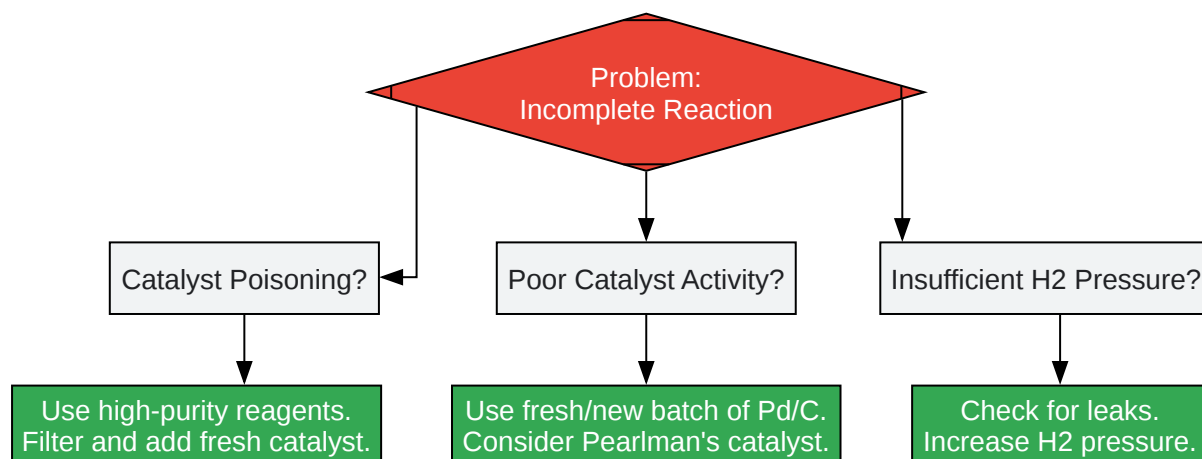 Problem:
Incomplete Reaction
Catalyst Poisoning?
Poor Catalyst Activity?
Insufficient H2 Pressure?
Use high-purity reagents.
Filter and add fresh catalyst.
Use fresh/new batch of Pd/C.
Consider Pearlman's catalyst.
Check for leaks.
Increase H2 pressure.